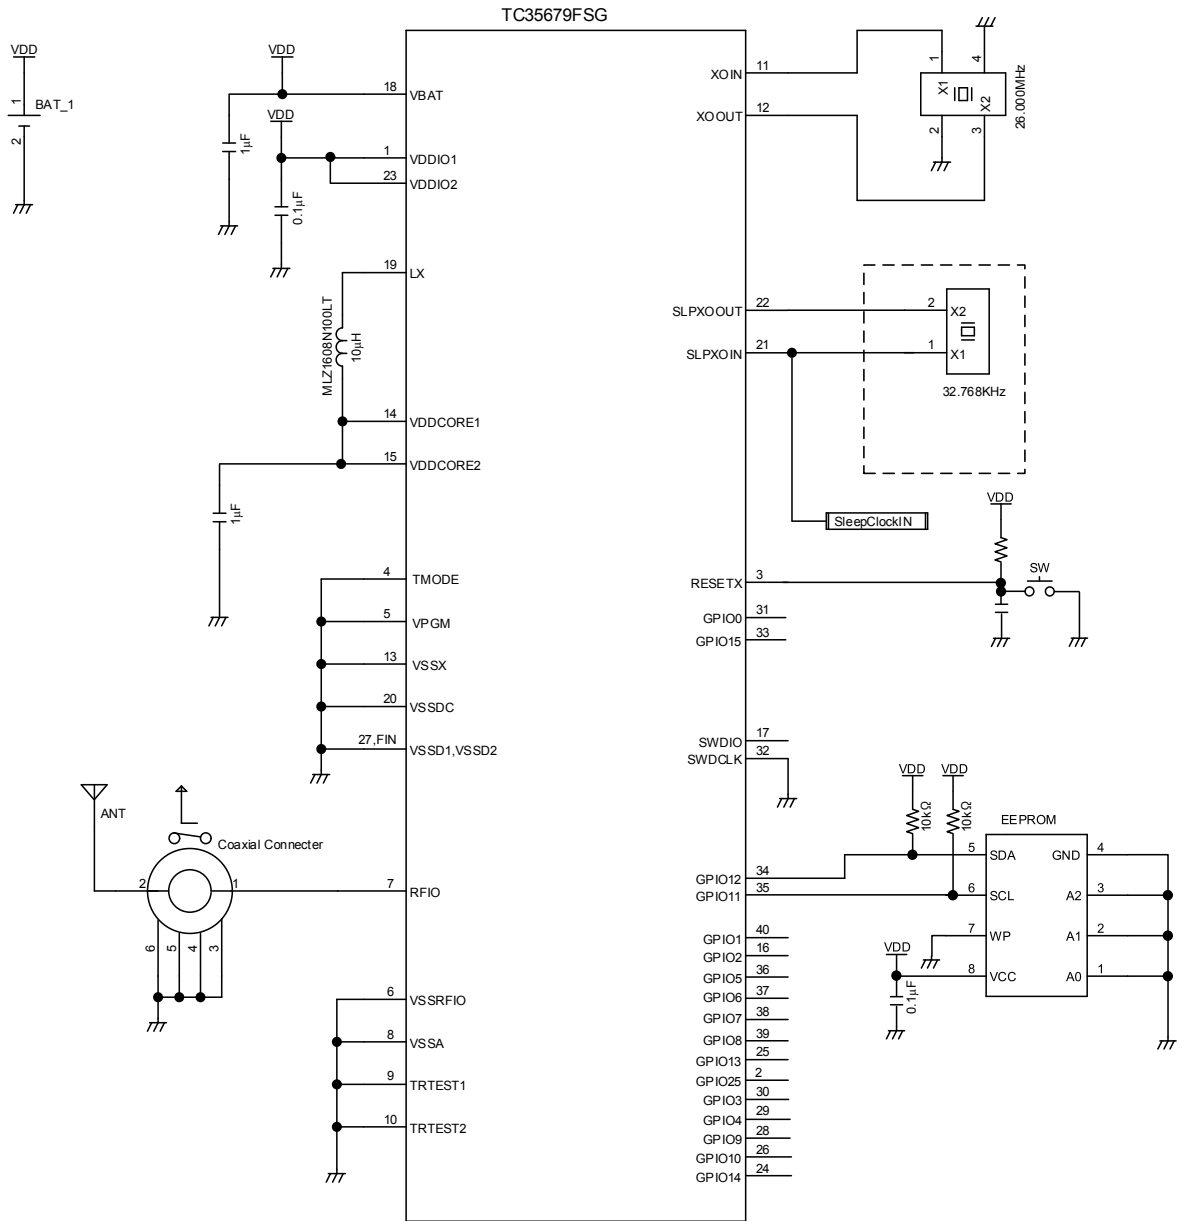 TC35679FSG
VDD
1
BAT_1
2
VDD
18
VBAT
1µF
VDD
1
VDDIO1
23
VDDIO2
0.1µF
19
LX
MLZ1608N100LT
10µH
14
VDDCORE1
15
VDDCORE2
1µF
4
TMODE
5
VPGM
13
VSSX
20
VSSDC
27,FIN
VSSD1,VSSD2
ANT
Coaxial Connecter
2
1
7
RFIO
6
5
4
3
6
VSSRFIO
8
VSSA
9
TRTEST1
10
TRTEST2
XOIN
11
XOOUT
12
1
4
X1
X2
2
3
26.000MHz
SLPXOOUT
22
2
X2
SLPXOIN
21
1
X1
32.768KHz
SleepClockIN
VDD
RESETX
3
SW
GPIO0
31
GPIO15
33
SWDIO
17
SWDCLK
32
VDD
VDD
10kΩ
10kΩ
EEPROM
GPIO12
34
5
SDA
GND
4
GPIO11
35
6
SCL
A2
3
7
WP
A1
2
VDD
8
VCC
A0
1
0.1µF
GPIO1
40
GPIO2
16
GPIO5
36
GPIO6
37
GPIO7
38
GPIO8
39
GPIO13
25
GPIO25
2
GPIO3
30
GPIO4
29
GPIO9
28
GPIO10
26
GPIO14
24